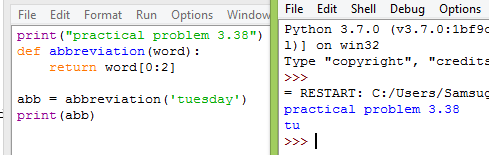 File Edit Format Run Options Window
print("practical problem 3.38")
def abbreviation(word):
    return word[0:2]
abb = abbreviation('tuesday')
print(abb)
File Edit Shell Debug Options
Python 3.7.0 (v3.7.0:1bf9c
1)] on win32
Type "copyright", "credits
>>>
= RESTART: C:/Users/Samsug
practical problem 3.38
tu
>>>